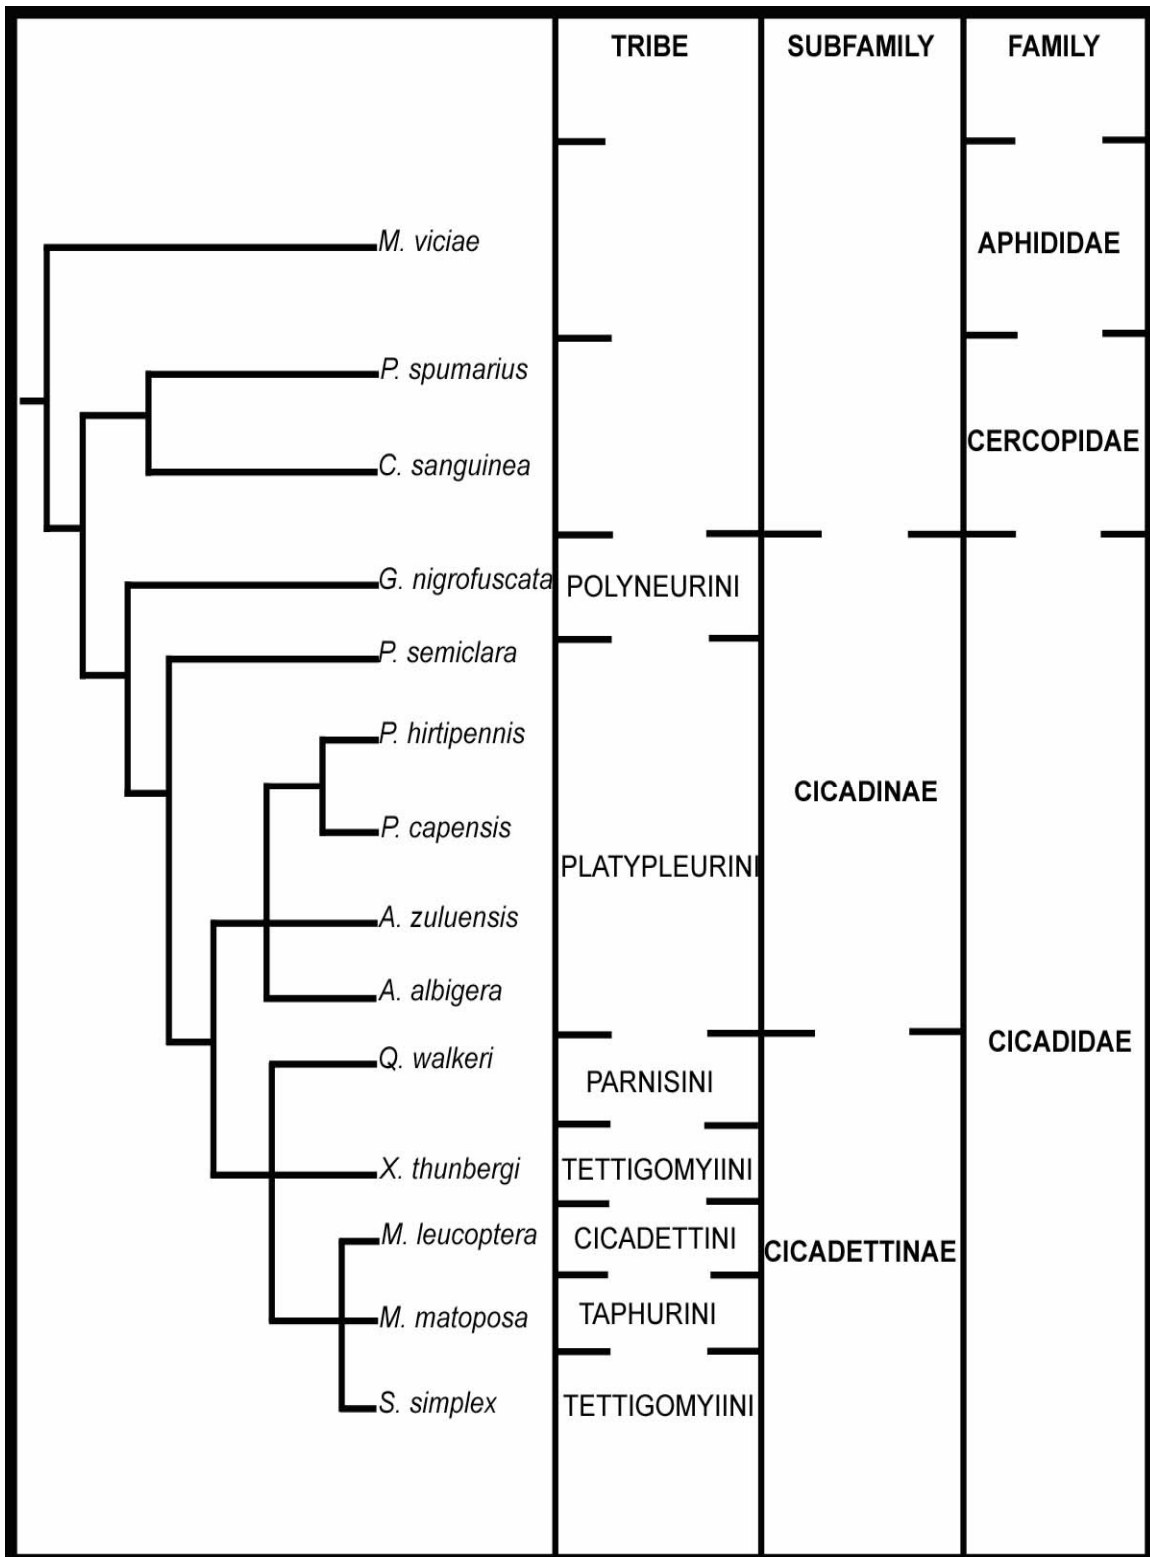 TRIBE SUBFAMILY FAMILY
M. viciae APHIDIDAE
P. spumarius
CERCOPIDAE
C. sanguinea
G. nigrofuscata POLYNEURINI
P. semiclara
P. hirtipennis
CICADINAE
P. capensis
PLATYPLEURINI
A. zuluensis
A. albigera
CICADIDAE
Q. walkeri
PARNISINI
X. thunbergi TETTIGOMYIINI
M. leucoptera CICADETTINI
CICADETTINAE
M. matoposa TAPHURINI
S. simplex TETTIGOMYIINI